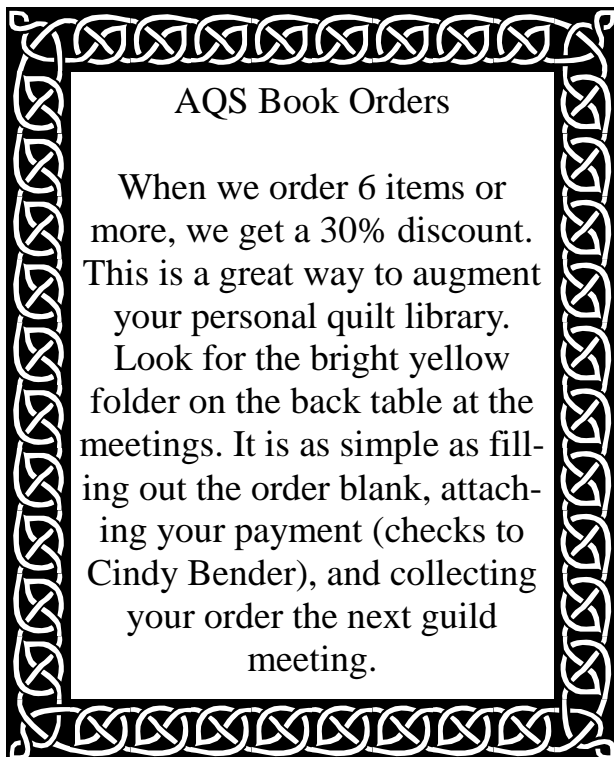 AQS Book Orders
When we order 6 items or
more, we get a 30% discount.
This is a great way to augment
your personal quilt library.
Look for the bright yellow
folder on the back table at the
meetings. It is as simple as fill-
ing out the order blank, attach-
ing your payment (checks to
Cindy Bender), and collecting
your order the next guild
meeting.